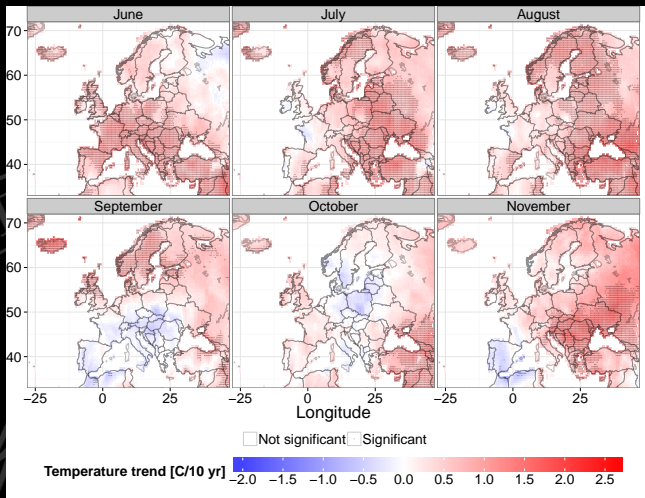 June July August
70
60
50
40
September October November
70
60
50
40
−25 0 25 −25 0 25 −25 0 25
Longitude
Not significant Significant
Temperature trend [C/10 yr]
−2.0 −1.5 −1.0 −0.5 0.0 0.5 1.0 1.5 2.0 2.5